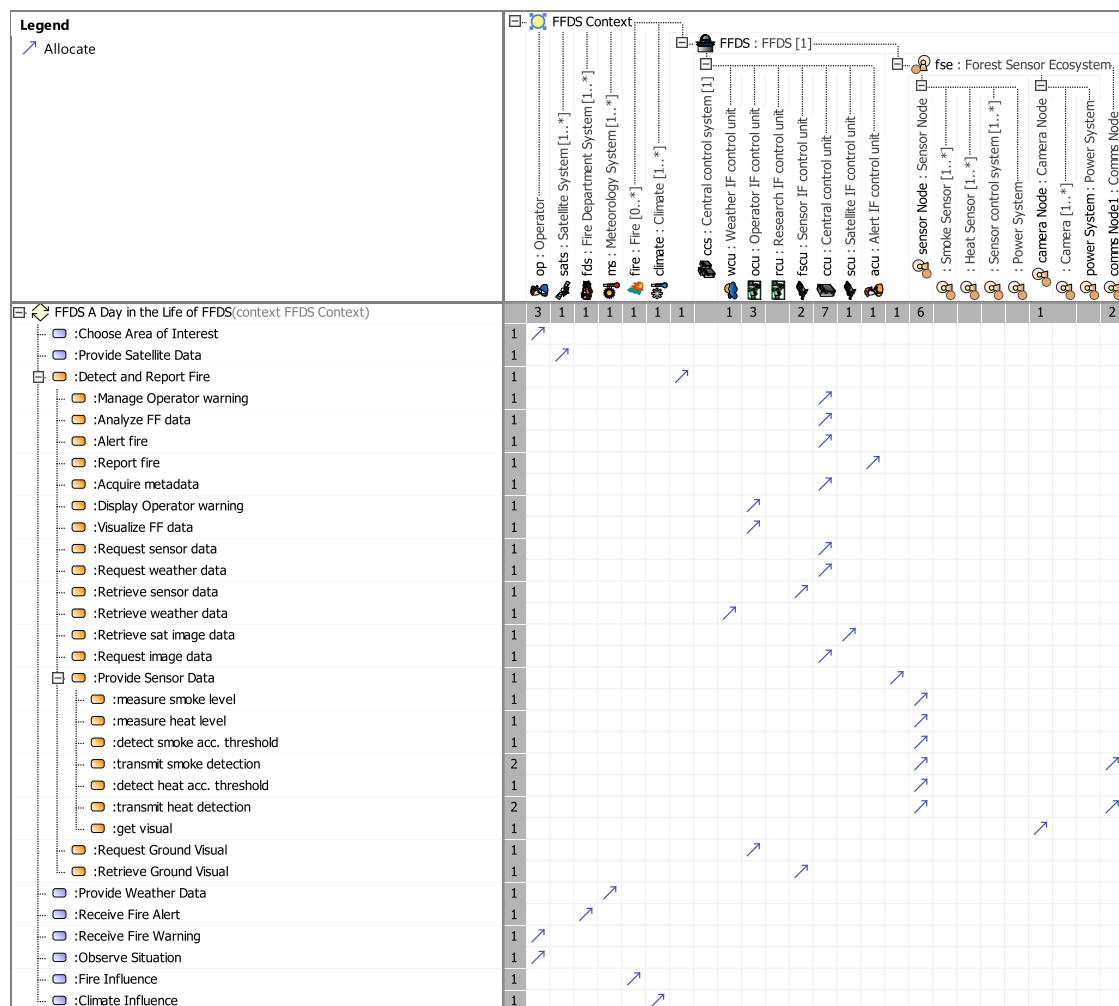 Legend
Allocate
FFDS Context
FFDS : FFDS [1]
fse : Forest Sensor Ecosystem
op : Operator
sats : Satellite System [1..*]
fds : Fire Department System [1..*]
ms : Meteorology System [1..*]
fire : Fire [0..*]
climate : Climate [1..*]
ccs : Central control system [1]
wcu : Weather IF control unit
ocu : Operator IF control unit
rcu : Research IF control unit
fscu : Sensor IF control unit
ccu : Central control unit
scu : Satellite IF control unit
acu : Alert IF control unit
sensor Node : Sensor Node
: Smoke Sensor [1..*]
: Heat Sensor [1..*]
: Sensor control system [1..*]
: Power System
camera Node : Camera Node
: Camera [1..*]
power System : Power System
comms Node1 : Comms Node
FFDS A Day in the Life of FFDS(context FFDS Context) 3 1 1 1 1 1 1 1 3 2 7 1 1 1 6 1 2
:Choose Area of Interest 1
:Provide Satellite Data 1
:Detect and Report Fire 1
:Manage Operator warning 1
:Analyze FF data 1
:Alert fire 1
:Report fire 1
:Acquire metadata 1
:Display Operator warning 1
:Visualize FF data 1
:Request sensor data 1
:Request weather data 1
:Retrieve sensor data 1
:Retrieve weather data 1
:Retrieve sat image data 1
:Request image data 1
:Provide Sensor Data 1
:measure smoke level 1
:measure heat level 1
:detect smoke acc. threshold 1
:transmit smoke detection 2
:detect heat acc. threshold 1
:transmit heat detection 2
:get visual 1
:Request Ground Visual 1
:Retrieve Ground Visual 1
:Provide Weather Data 1
:Receive Fire Alert 1
:Receive Fire Warning 1
:Observe Situation 1
:Fire Influence 1
:Climate Influence 1